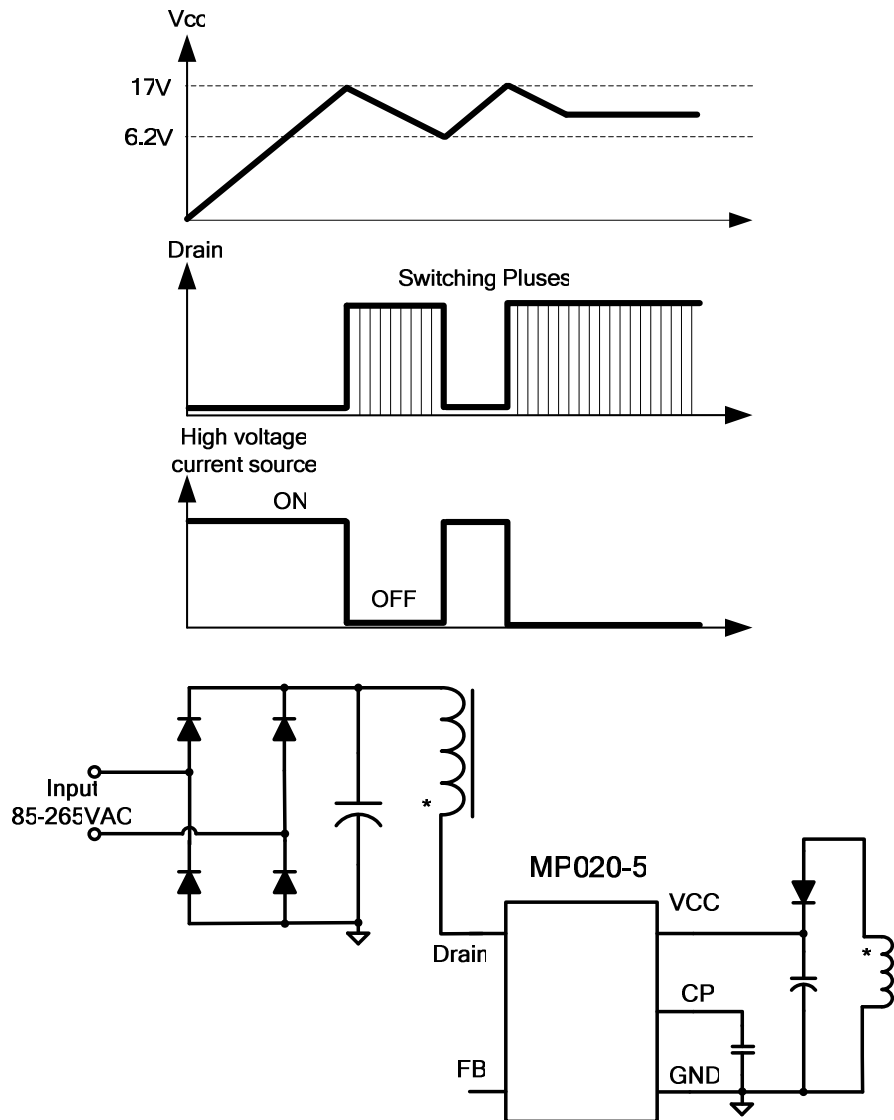 Vcc
17V
6.2V
Drain
Switching Pluses
High voltage
current source
ON
OFF
Input
85-265VAC
*
MP020-5
VCC
Drain
*
CP
FB
GND